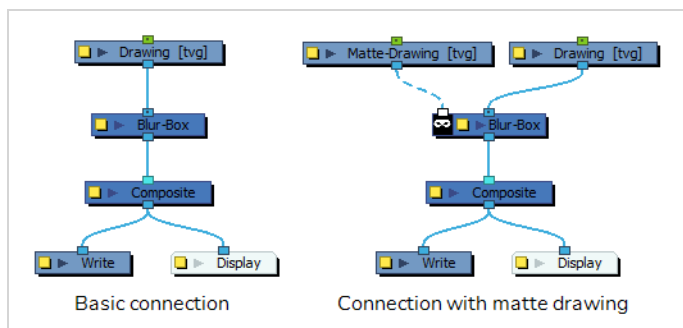 Drawing [tvg]
Blur-Box
Composite
Write
Display
Basic connection
Matte-Drawing [tvg]
Drawing [tvg]
Blur-Box
Composite
Write
Display
Connection with matte drawing